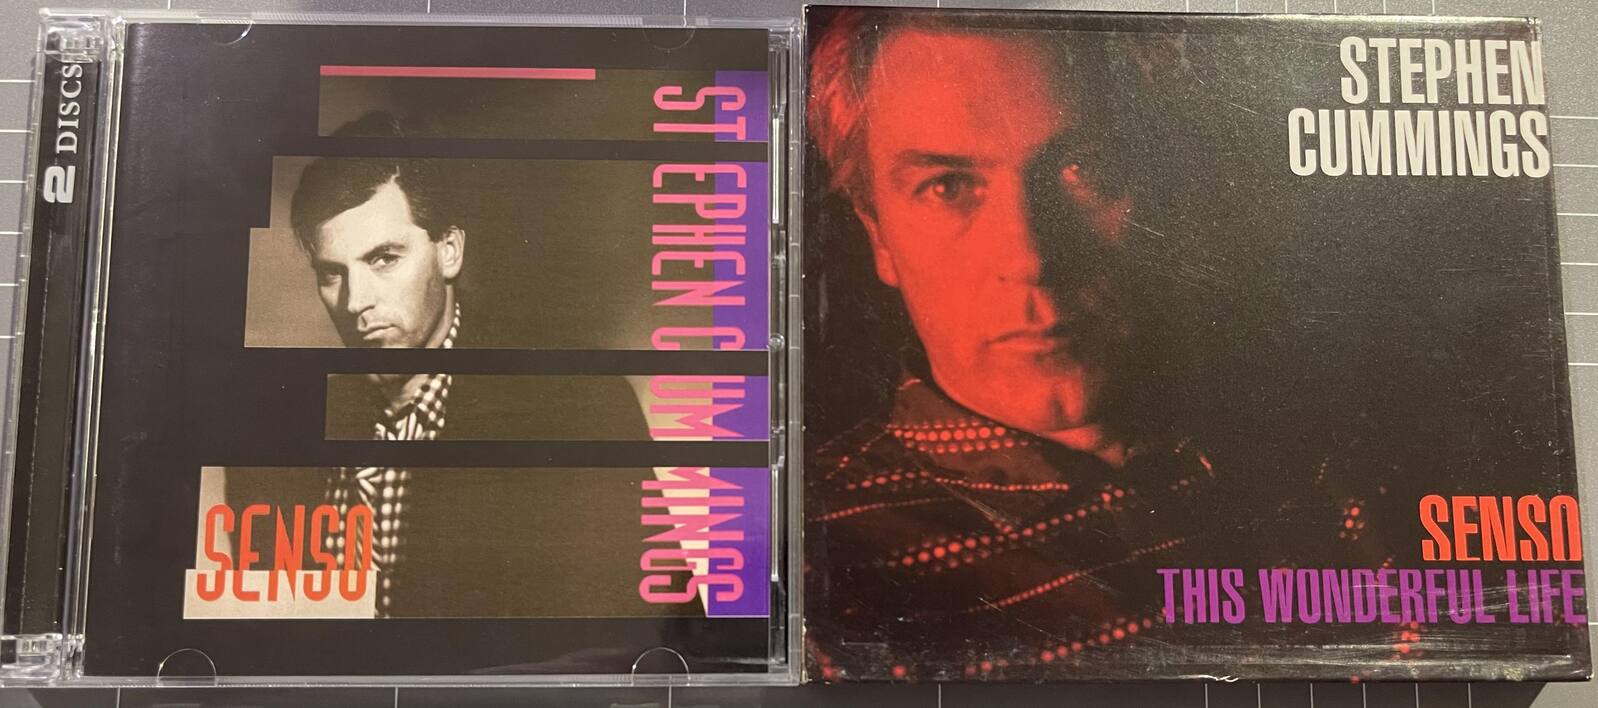 2 DISCS
STEPHEN CUMMINGS
SENSO
STEPHEN
CUMMINGS
SENSO
THIS WONDERFUL LIFE